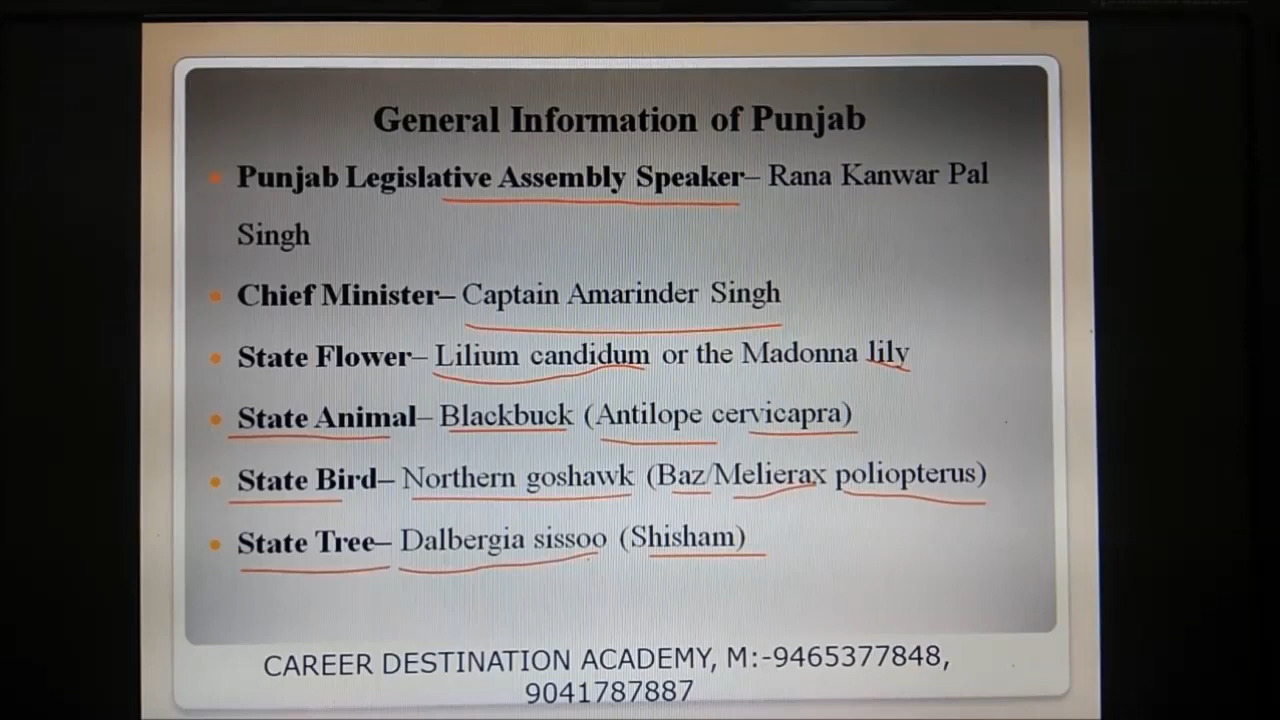 General Information of Punjab
Punjab Legislative Assembly Speaker– Rana Kanwar Pal
Singh
Chief Minister– Captain Amarinder Singh
State Flower– Lilium candidum or the Madonna lily
State Animal– Blackbuck (Antilope cervicapra)
State Bird– Northern goshawk (Baz/Melierax poliopterus)
State Tree– Dalbergia sissoo (Shisham)
CAREER DESTINATION ACADEMY, M:-9465377848,
9041787887